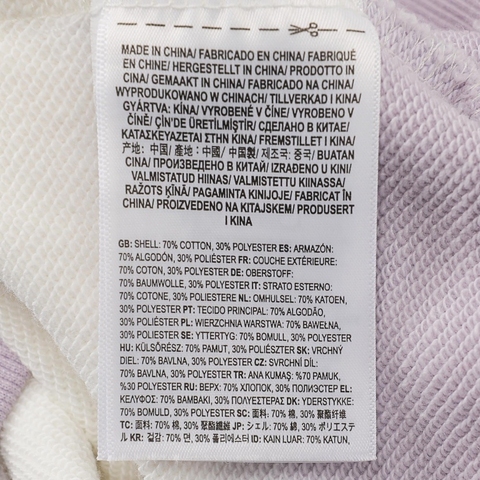 MADE IN CHINA/ FABRICADO EN CHINA/ FABRIQUÉ
EN CHINE/ HERGESTELLT IN CHINA/ PRODOTTO IN
CINA/ GEMAAKT IN CHINA/ FABRICADO NA CHINA/
WYPRODUKOWANO W CHINACH/ TILLVERKAD I KINA/
GYÁRTVA: KÍNA/ VYROBENÉ V ČÍNE/ VYROBENO V
ČÍNĚ/ ÇİN'DE ÜRETİLMİŞTİR/ СДЕЛАНО В КИТАЕ/
ΚΑΤΑΣΚΕΥΑΖΕΤΑΙ ΣΤΗΝ ΚΙΝΑ/ FREMSTILLET I KINA/
产地: 中国/ 產地: 中國/ 中国製/ 제조국: 중국/ BUATAN
CINA/ ПРОИЗВЕДЕНО В КИТАЙ/ IZRAĐENO U KINI/
VALMISTATUD HIINAS/ VALMISTETTU KIINASSA/
RAŽOTS ĶĪNĀ/ PAGAMINTA KINIJOJE/ FABRICAT ÎN
CHINA/ PROIZVEDENO NA KITAJSKEM/ PRODUSERT
I KINA
GB: SHELL: 70% COTTON, 30% POLYESTER ES: ARMAZÓN:
70% ALGODÓN, 30% POLIÉSTER FR: COUCHE EXTÉRIEURE:
70% COTON, 30% POLYESTER DE: OBERSTOFF:
70% BAUMWOLLE, 30% POLYESTER IT: STRATO ESTERNO:
70% COTONE, 30% POLIESTERE NL: OMHULSEL: 70% KATOEN,
30% POLYESTER PT: TECIDO PRINCIPAL: 70% ALGODÃO,
30% POLIÉSTER PL: WIERZCHNIA WARSTWA: 70% BAWEŁNA,
30% POLIESTER SE: YTTERTYG: 70% BOMULL, 30% POLYESTER
HU: KÜLSŐRÉSZ: 70% PAMUT, 30% POLIÉSZTER SK: VRCHNÝ
DIEL: 70% BAVLNA, 30% POLYESTER CZ: SVRCHNÍ DÍL:
70% BAVLNA, 30% POLYESTER TR: ANA KUMAŞ: %70 PAMUK,
%30 POLYESTER RU: ВЕРХ: 70% ХЛОПОК, 30% ПОЛИЭСТЕР EL:
ΚΕΛΥΦΟΣ: 70% ΒΑΜΒΑΚΙ, 30% ΠΟΛΥΕΣΤΕΡΑΣ DK: YDERSTYKKE:
70% BOMULD, 30% POLYESTER SC: 面料: 70% 棉, 30% 聚酯纤维
TC: 面料: 70% 棉, 30% 聚酯纖維 JP: シェル: 70% 綿, 30% ポリエステ
ル KR: 겉감: 70% 면, 30% 폴리에스터 ID: KAIN LUAR: 70% KATUN,